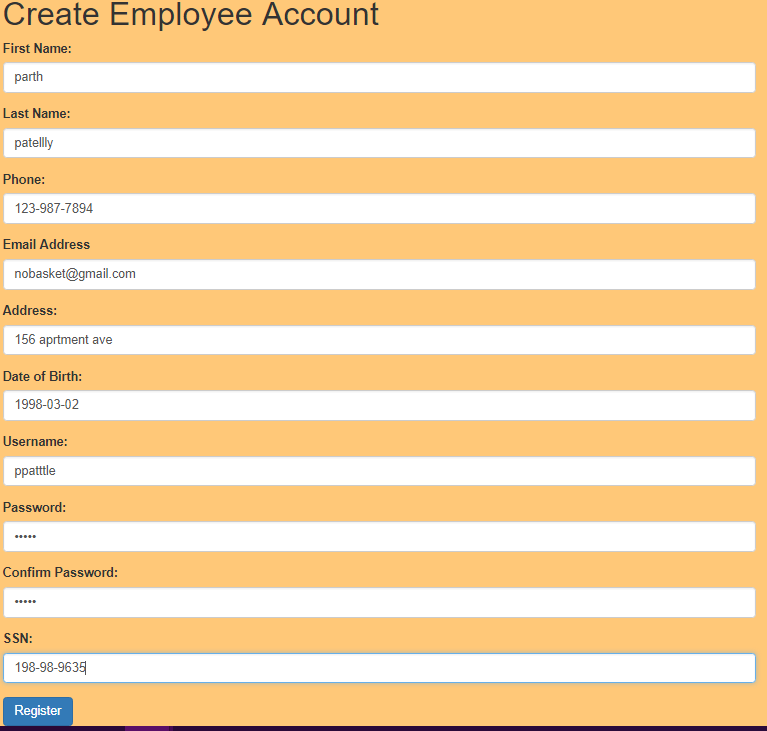 Create Employee Account
First Name:
parth
Last Name:
patellly
Phone:
123-987-7894
Email Address
nobasket@gmail.com
Address:
156 aprtment ave
Date of Birth:
1998-03-02
Username:
ppatttle
Password:
•••••
Confirm Password:
•••••
SSN:
198-98-9635
Register